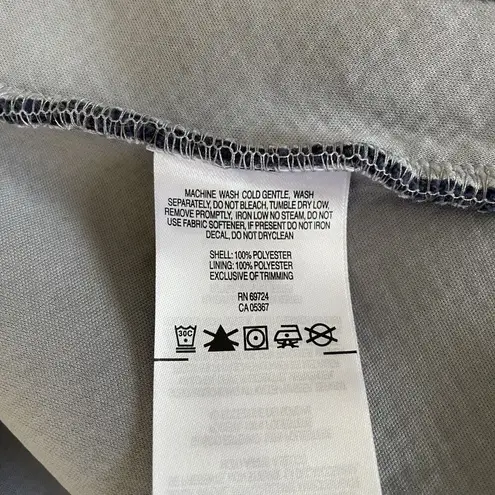 MACHINE WASH COLD GENTLE, WASH
SEPARATELY, DO NOT BLEACH, TUMBLE DRY LOW,
REMOVE PROMPTLY, IRON LOW NO STEAM, DO NOT
USE FABRIC SOFTENER, IF PRESENT DO NOT IRON
DECAL, DO NOT DRYCLEAN
SHELL: 100% POLYESTER
LINING: 100% POLYESTER
EXCLUSIVE OF TRIMMING
RN 69724
CA 05367
30C